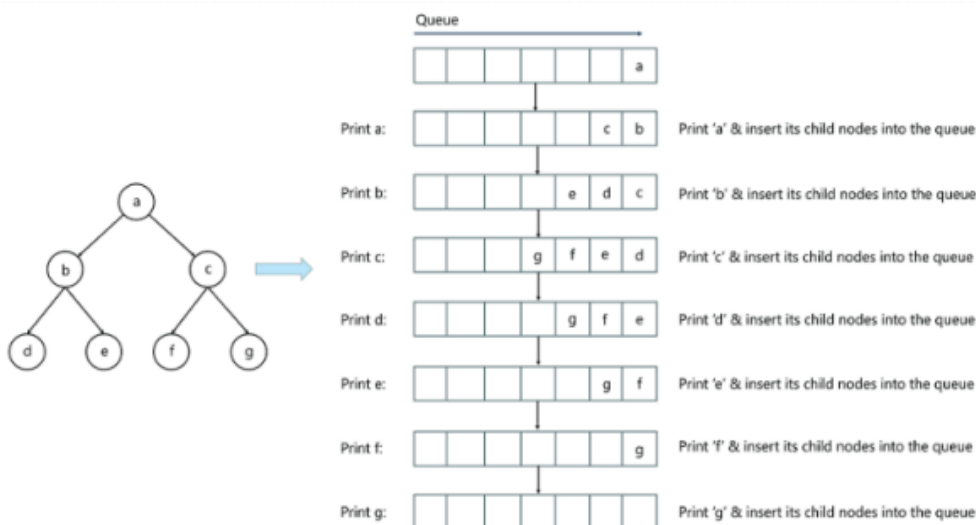 Queue
a
Print a: c b Print 'a' & insert its child nodes into the queue
Print b: e d c Print 'b' & insert its child nodes into the queue
Print c: g f e d Print 'c' & insert its child nodes into the queue
Print d: g f e Print 'd' & insert its child nodes into the queue
Print e: g f Print 'e' & insert its child nodes into the queue
Print f: g Print 'f' & insert its child nodes into the queue
Print g: Print 'g' & insert its child nodes into the queue
a
b c
d e f g